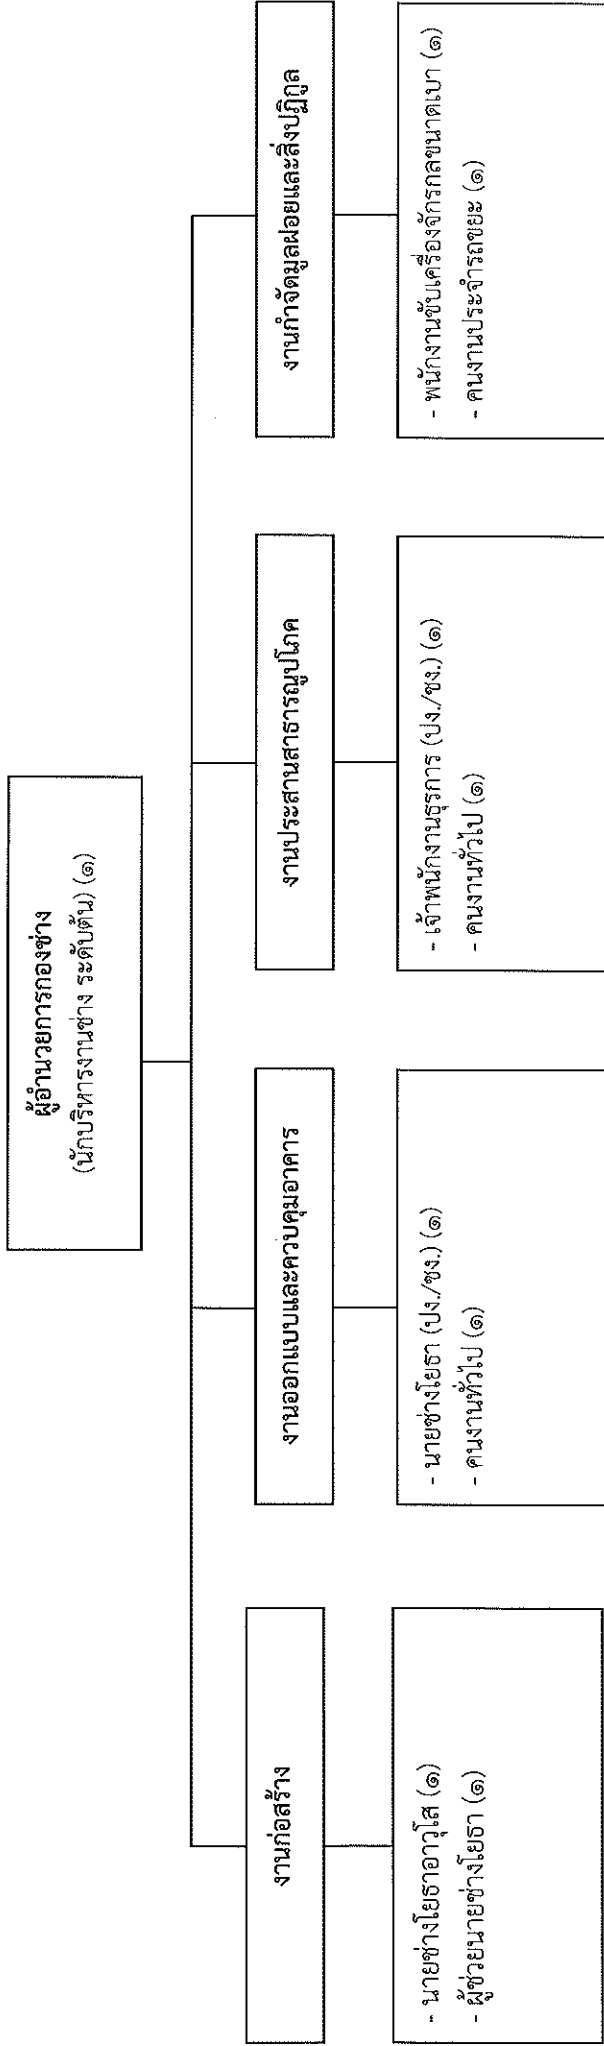 ผู้อำนวยการกองช่าง
(นักบริหารงานช่าง ระดับต้น) (๑)
งานก่อสร้าง
- นายช่างโยธาอาวุโส (๑)
- ผู้ช่วยนายช่างโยธา (๑)
งานออกแบบและควบคุมอาคาร
- นายช่างโยธา (ปง./ชง.) (๑)
- คนงานทั่วไป (๑)
งานประสานสาธารณูปโภค
- เจ้าพนักงานธุรการ (ปง./ชง.) (๑)
- คนงานทั่วไป (๑)
งานกำจัดมูลฝอยและสิ่งปฏิกูล
- พนักงานขับเครื่องจักรกลขนาดเบา (๑)
- คนงานประจำรถขยะ (๑)